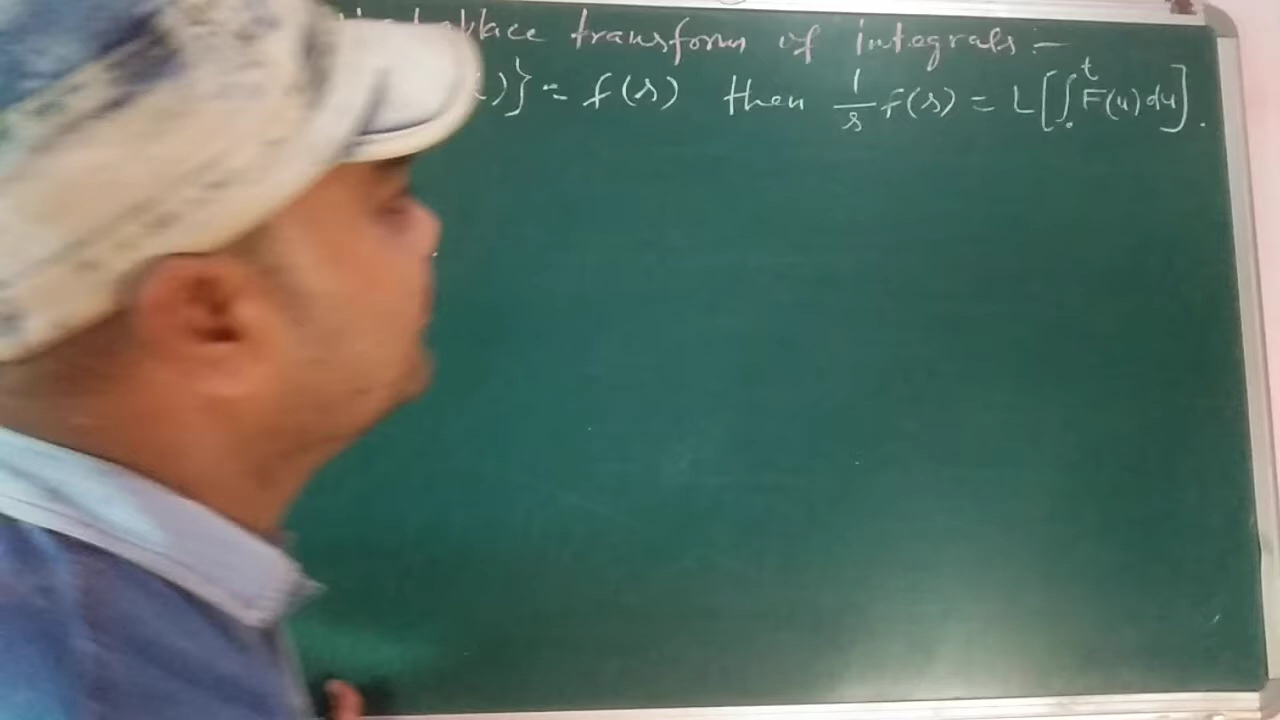 transform of integrals :-
)} = f(s) then 1/s f(s) = L[∫₀ᵗ F(u) du].